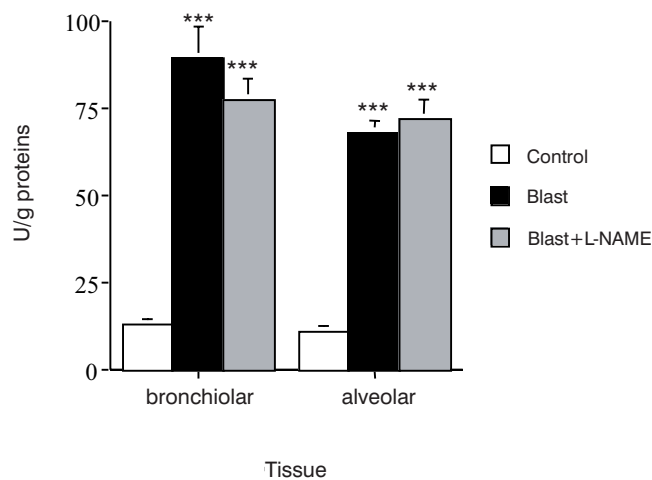 100
***
***
***
***
75
U/g proteins
Control
50
Blast
Blast+L-NAME
25
0
bronchiolar alveolar
Tissue